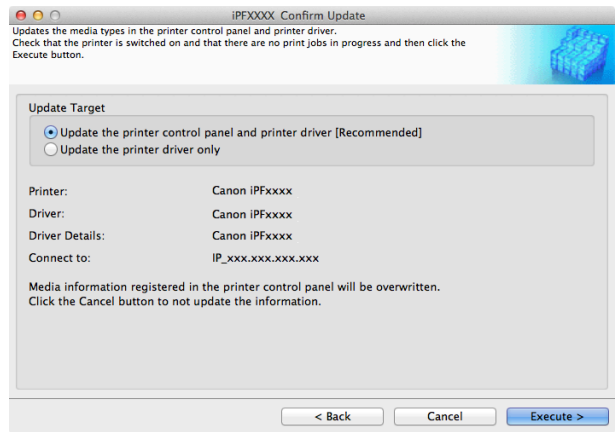 iPFXXXX Confirm Update
Updates the media types in the printer control panel and printer driver.
Check that the printer is switched on and that there are no print jobs in progress and then click the
Execute button.
Update Target
Update the printer control panel and printer driver [Recommended]
Update the printer driver only
Printer: Canon iPFxxxx
Driver: Canon iPFxxxx
Driver Details: Canon iPFxxxx
Connect to: IP_xxx.xxx.xxx.xxx
Media information registered in the printer control panel will be overwritten.
Click the Cancel button to not update the information.
< Back Cancel Execute >